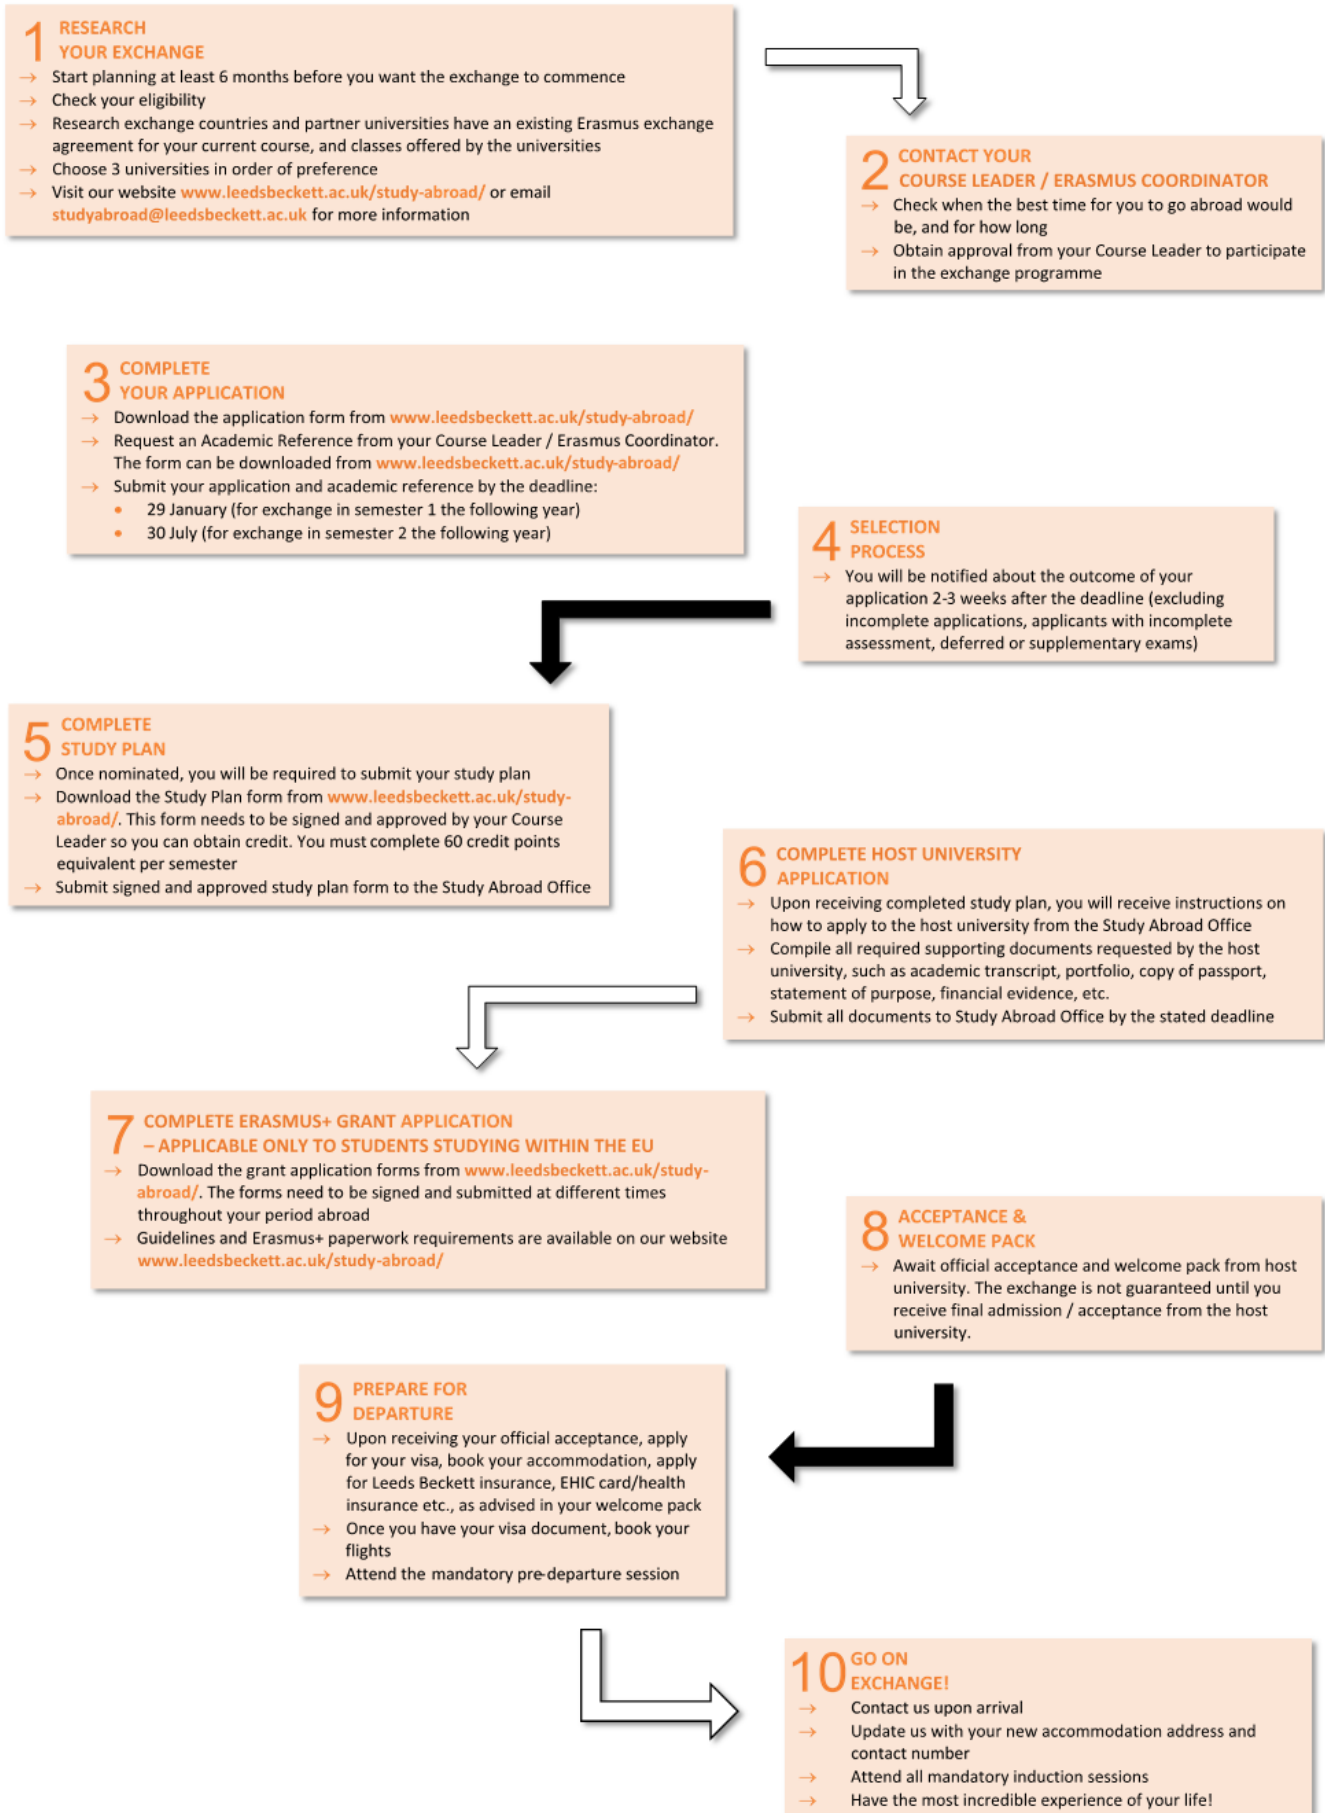 1 RESEARCH
YOUR EXCHANGE
→ Start planning at least 6 months before you want the exchange to commence
→ Check your eligibility
→ Research exchange countries and partner universities have an existing Erasmus exchange
agreement for your current course, and classes offered by the universities
→ Choose 3 universities in order of preference
→ Visit our website www.leedsbeckett.ac.uk/study-abroad/ or email
studyabroad@leedsbeckett.ac.uk for more information
2 CONTACT YOUR
COURSE LEADER / ERASMUS COORDINATOR
→ Check when the best time for you to go abroad would
be, and for how long
→ Obtain approval from your Course Leader to participate
in the exchange programme
3 COMPLETE
YOUR APPLICATION
→ Download the application form from www.leedsbeckett.ac.uk/study-abroad/
→ Request an Academic Reference from your Course Leader / Erasmus Coordinator.
The form can be downloaded from www.leedsbeckett.ac.uk/study-abroad/
→ Submit your application and academic reference by the deadline:
• 29 January (for exchange in semester 1 the following year)
• 30 July (for exchange in semester 2 the following year)
4 SELECTION
PROCESS
→ You will be notified about the outcome of your
application 2-3 weeks after the deadline (excluding
incomplete applications, applicants with incomplete
assessment, deferred or supplementary exams)
5 COMPLETE
STUDY PLAN
→ Once nominated, you will be required to submit your study plan
→ Download the Study Plan form from www.leedsbeckett.ac.uk/study-
abroad/. This form needs to be signed and approved by your Course
Leader so you can obtain credit. You must complete 60 credit points
equivalent per semester
→ Submit signed and approved study plan form to the Study Abroad Office
6 COMPLETE HOST UNIVERSITY
APPLICATION
→ Upon receiving completed study plan, you will receive instructions on
how to apply to the host university from the Study Abroad Office
→ Compile all required supporting documents requested by the host
university, such as academic transcript, portfolio, copy of passport,
statement of purpose, financial evidence, etc.
→ Submit all documents to Study Abroad Office by the stated deadline
7 COMPLETE ERASMUS+ GRANT APPLICATION
– APPLICABLE ONLY TO STUDENTS STUDYING WITHIN THE EU
→ Download the grant application forms from www.leedsbeckett.ac.uk/study-
abroad/. The forms need to be signed and submitted at different times
throughout your period abroad
→ Guidelines and Erasmus+ paperwork requirements are available on our website
www.leedsbeckett.ac.uk/study-abroad/
8 ACCEPTANCE &
WELCOME PACK
→ Await official acceptance and welcome pack from host
university. The exchange is not guaranteed until you
receive final admission / acceptance from the host
university.
9 PREPARE FOR
DEPARTURE
→ Upon receiving your official acceptance, apply
for your visa, book your accommodation, apply
for Leeds Beckett insurance, EHIC card/health
insurance etc., as advised in your welcome pack
→ Once you have your visa document, book your
flights
→ Attend the mandatory pre-departure session
10 GO ON
EXCHANGE!
→ Contact us upon arrival
→ Update us with your new accommodation address and
contact number
→ Attend all mandatory induction sessions
→ Have the most incredible experience of your life!